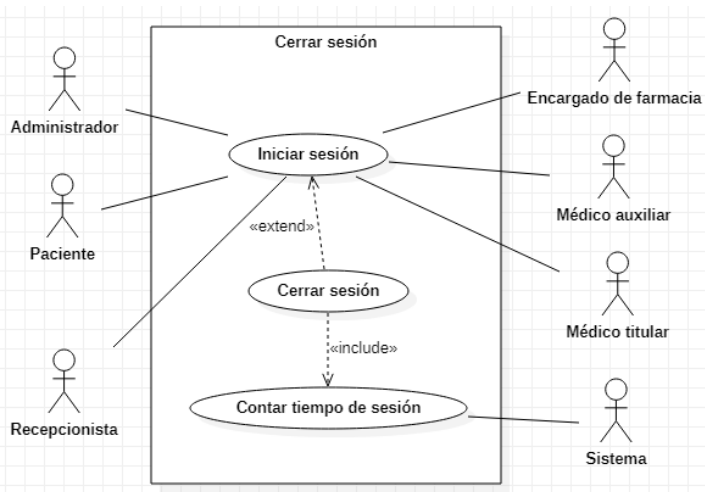 Cerrar sesión
Encargado de farmacia
Administrador
Iniciar sesión
Médico auxiliar
«extend»
Paciente
Cerrar sesión
Médico titular
«include»
Contar tiempo de sesión
Recepcionista
Sistema